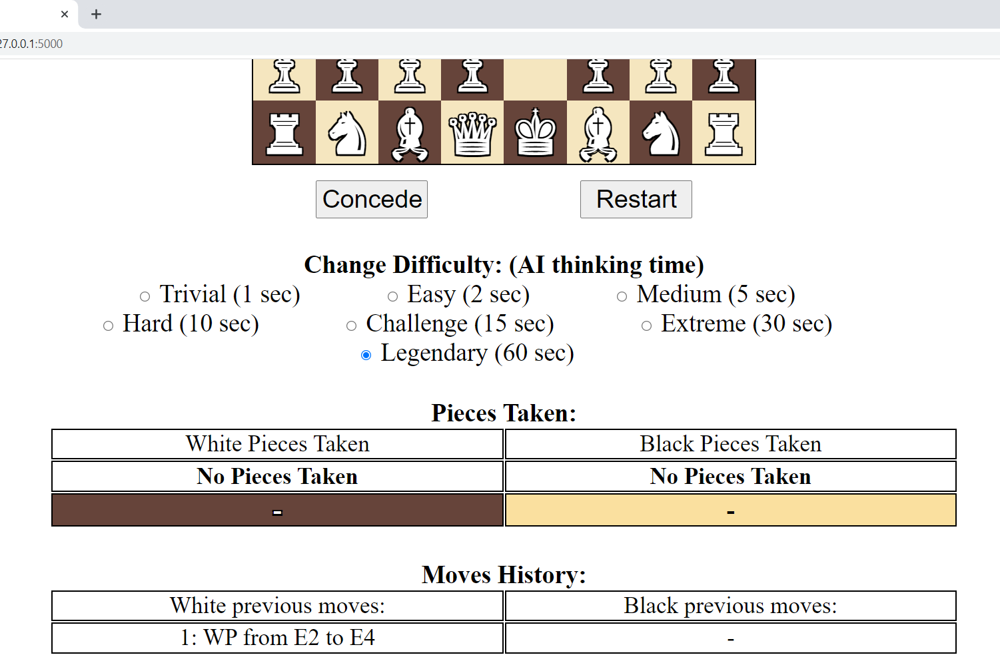 27.0.0.1:5000
Concede Restart
Change Difficulty: (AI thinking time)
Trivial (1 sec) Easy (2 sec) Medium (5 sec)
Hard (10 sec) Challenge (15 sec) Extreme (30 sec)
Legendary (60 sec)
Pieces Taken:
White Pieces Taken Black Pieces Taken
No Pieces Taken No Pieces Taken
- -
Moves History:
White previous moves: Black previous moves:
1: WP from E2 to E4 -